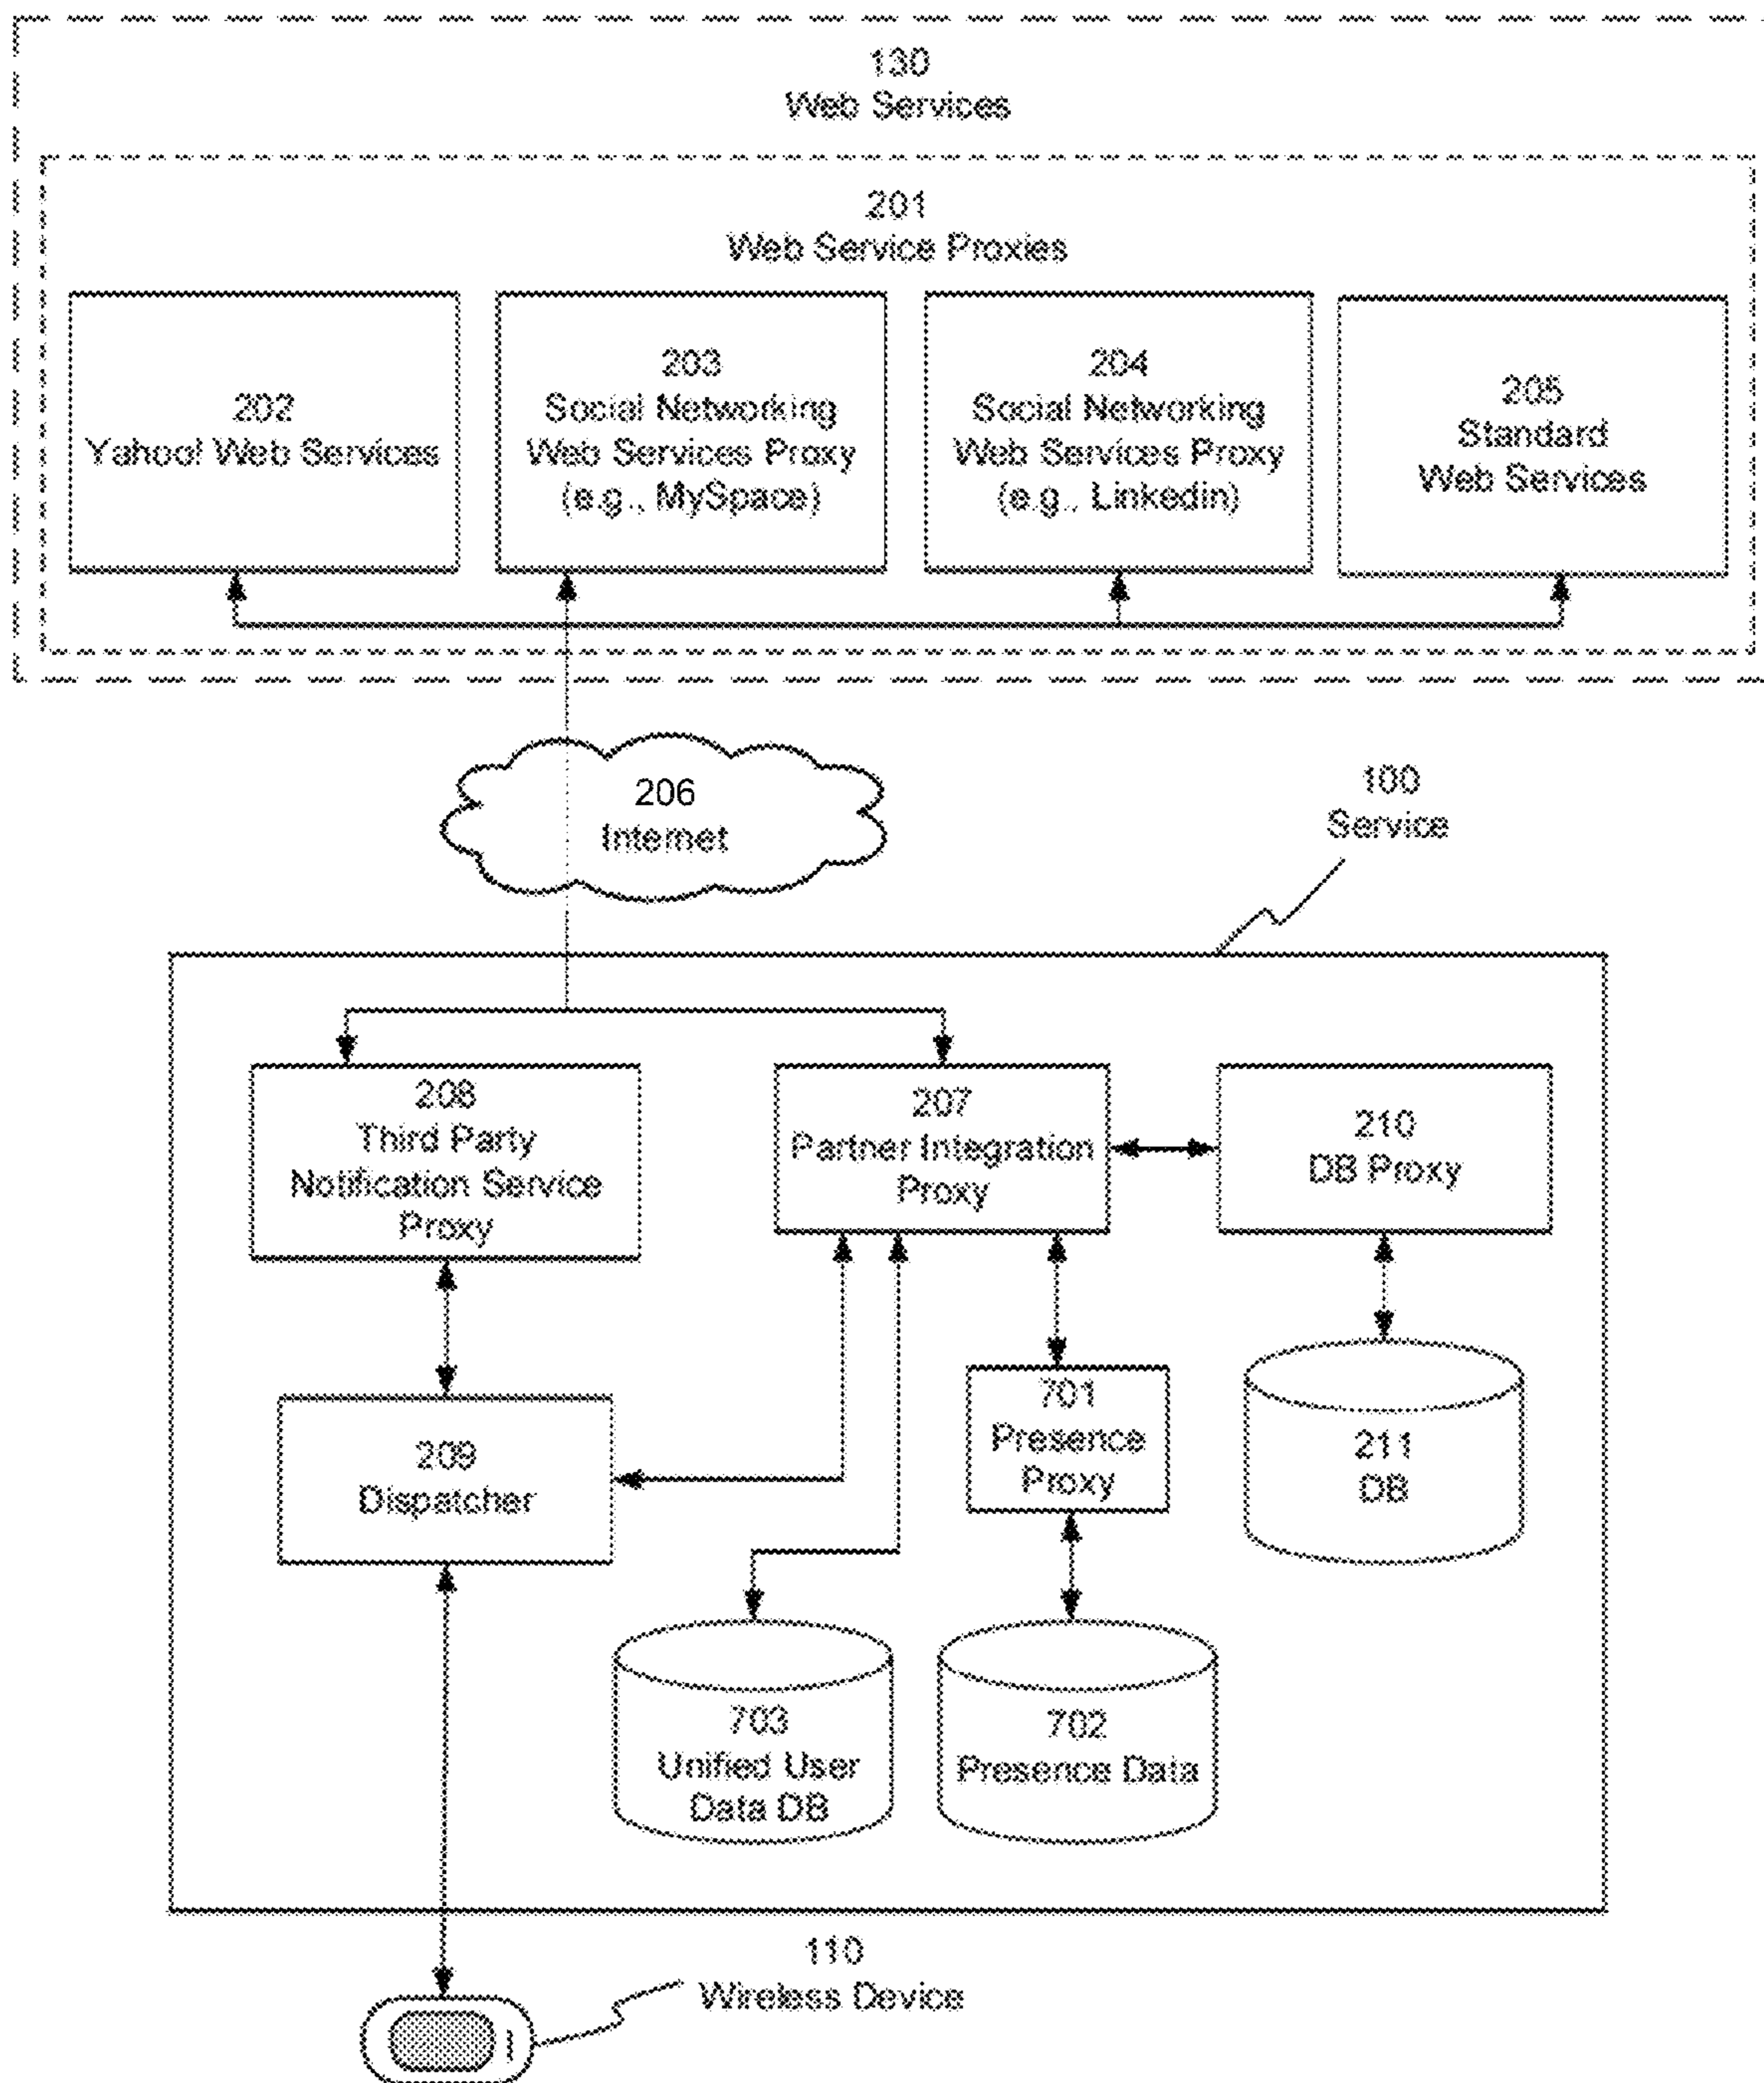 130
Web Services
201
Web Service Proxies
202
Yahoo! Web Services
203
Social Networking
Web Services Proxy
(e.g., MySpace)
204
Social Networking
Web Services Proxy
(e.g., Linkedin)
205
Standard
Web Services
206
Internet
100
Service
208
Third Party
Notification Service
Proxy
207
Partner Integration
Proxy
210
DB Proxy
209
Dispatcher
701
Presence
Proxy
211
DB
703
Unified User
Data DB
702
Presence Data
110
Wireless Device